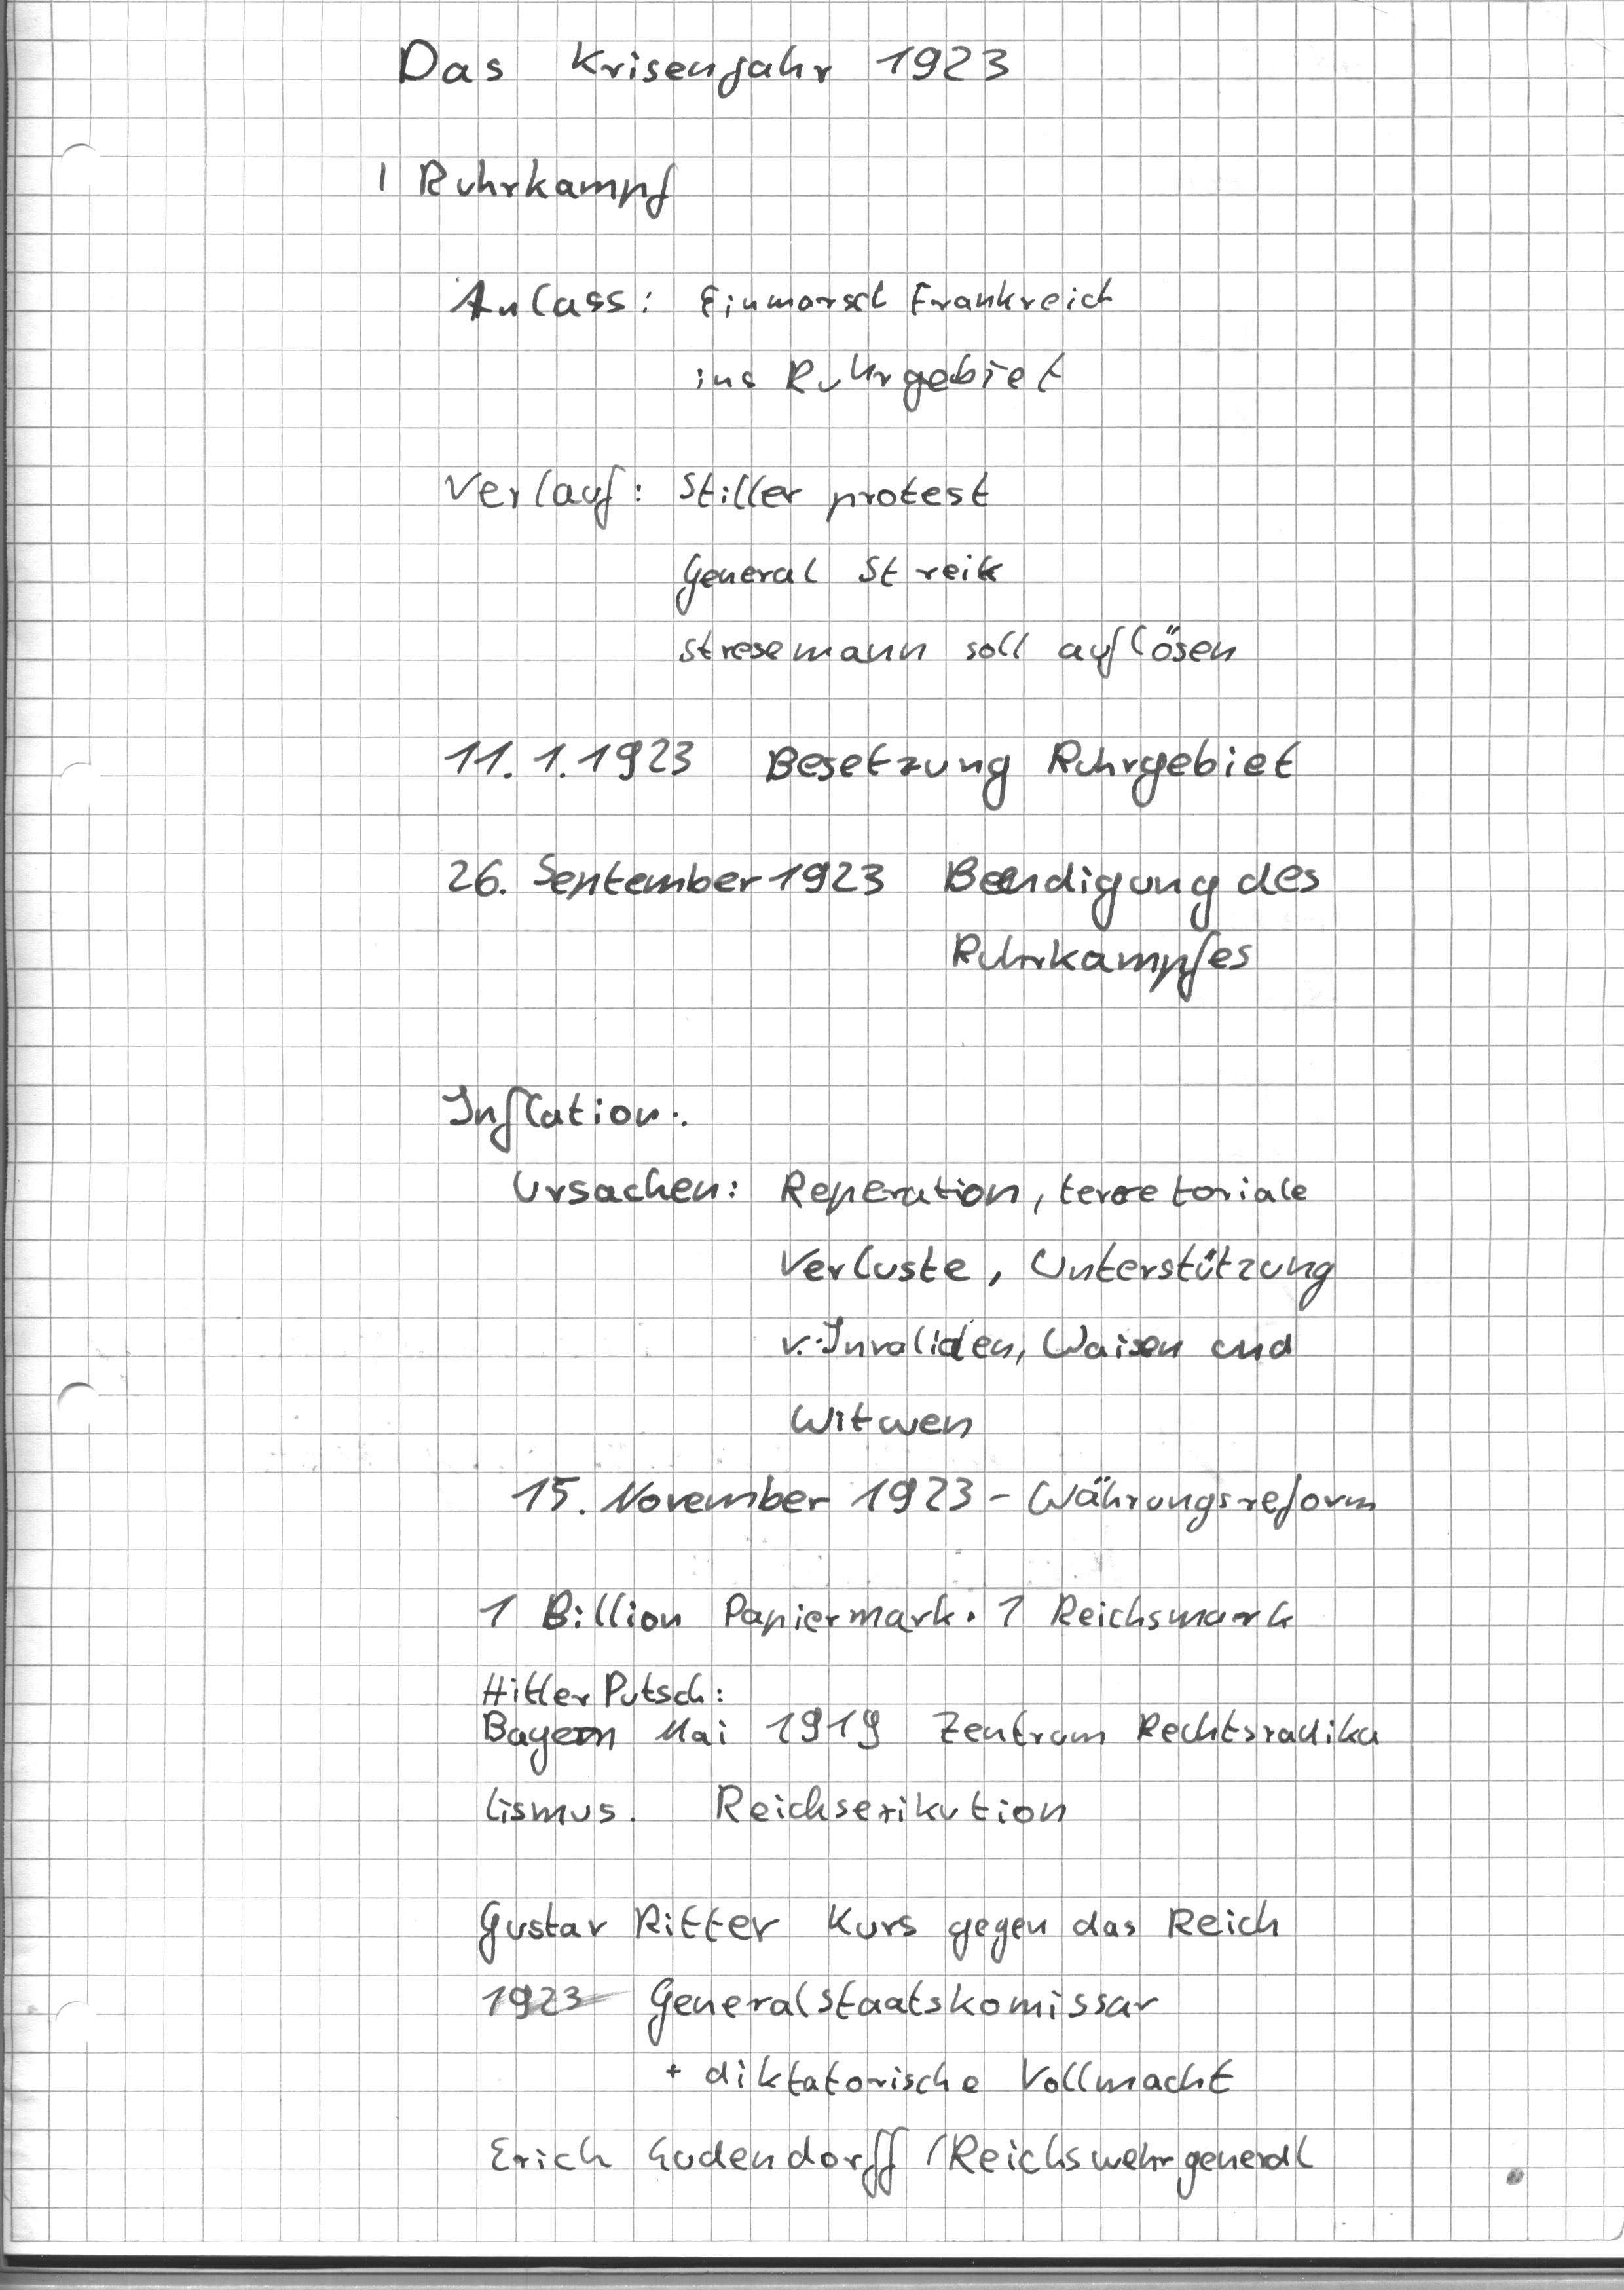 Das Krisenjahr 1923
1 Ruhrkampf
Anlass: Einmarsch Frankreich
ins Ruhrgebiet
Verlauf: Stiller protest
General Streik
Stresemann soll auflösen
11.1.1923 Besetzung Ruhrgebiet
26. September 1923 Beendigung des
Ruhrkampfes
Inflation:
Ursachen: Reperation, terretoriale
Verluste, Unterstützung
v. Invaliden, Waisen und
Witwen
15. November 1923 - Währungsreform
1 Billion Papiermark. 1 Reichsmark
Hitler Putsch:
Bayern Mai 1919 Zentrum Rechtsradika
lismus. Reichserikution
Gustav Ritter Kurs gegen das Reich
1923 Generalstaatskomissar
+ diktatorische Vollmacht
Erich Ludendorff / Reichswehrgeneral